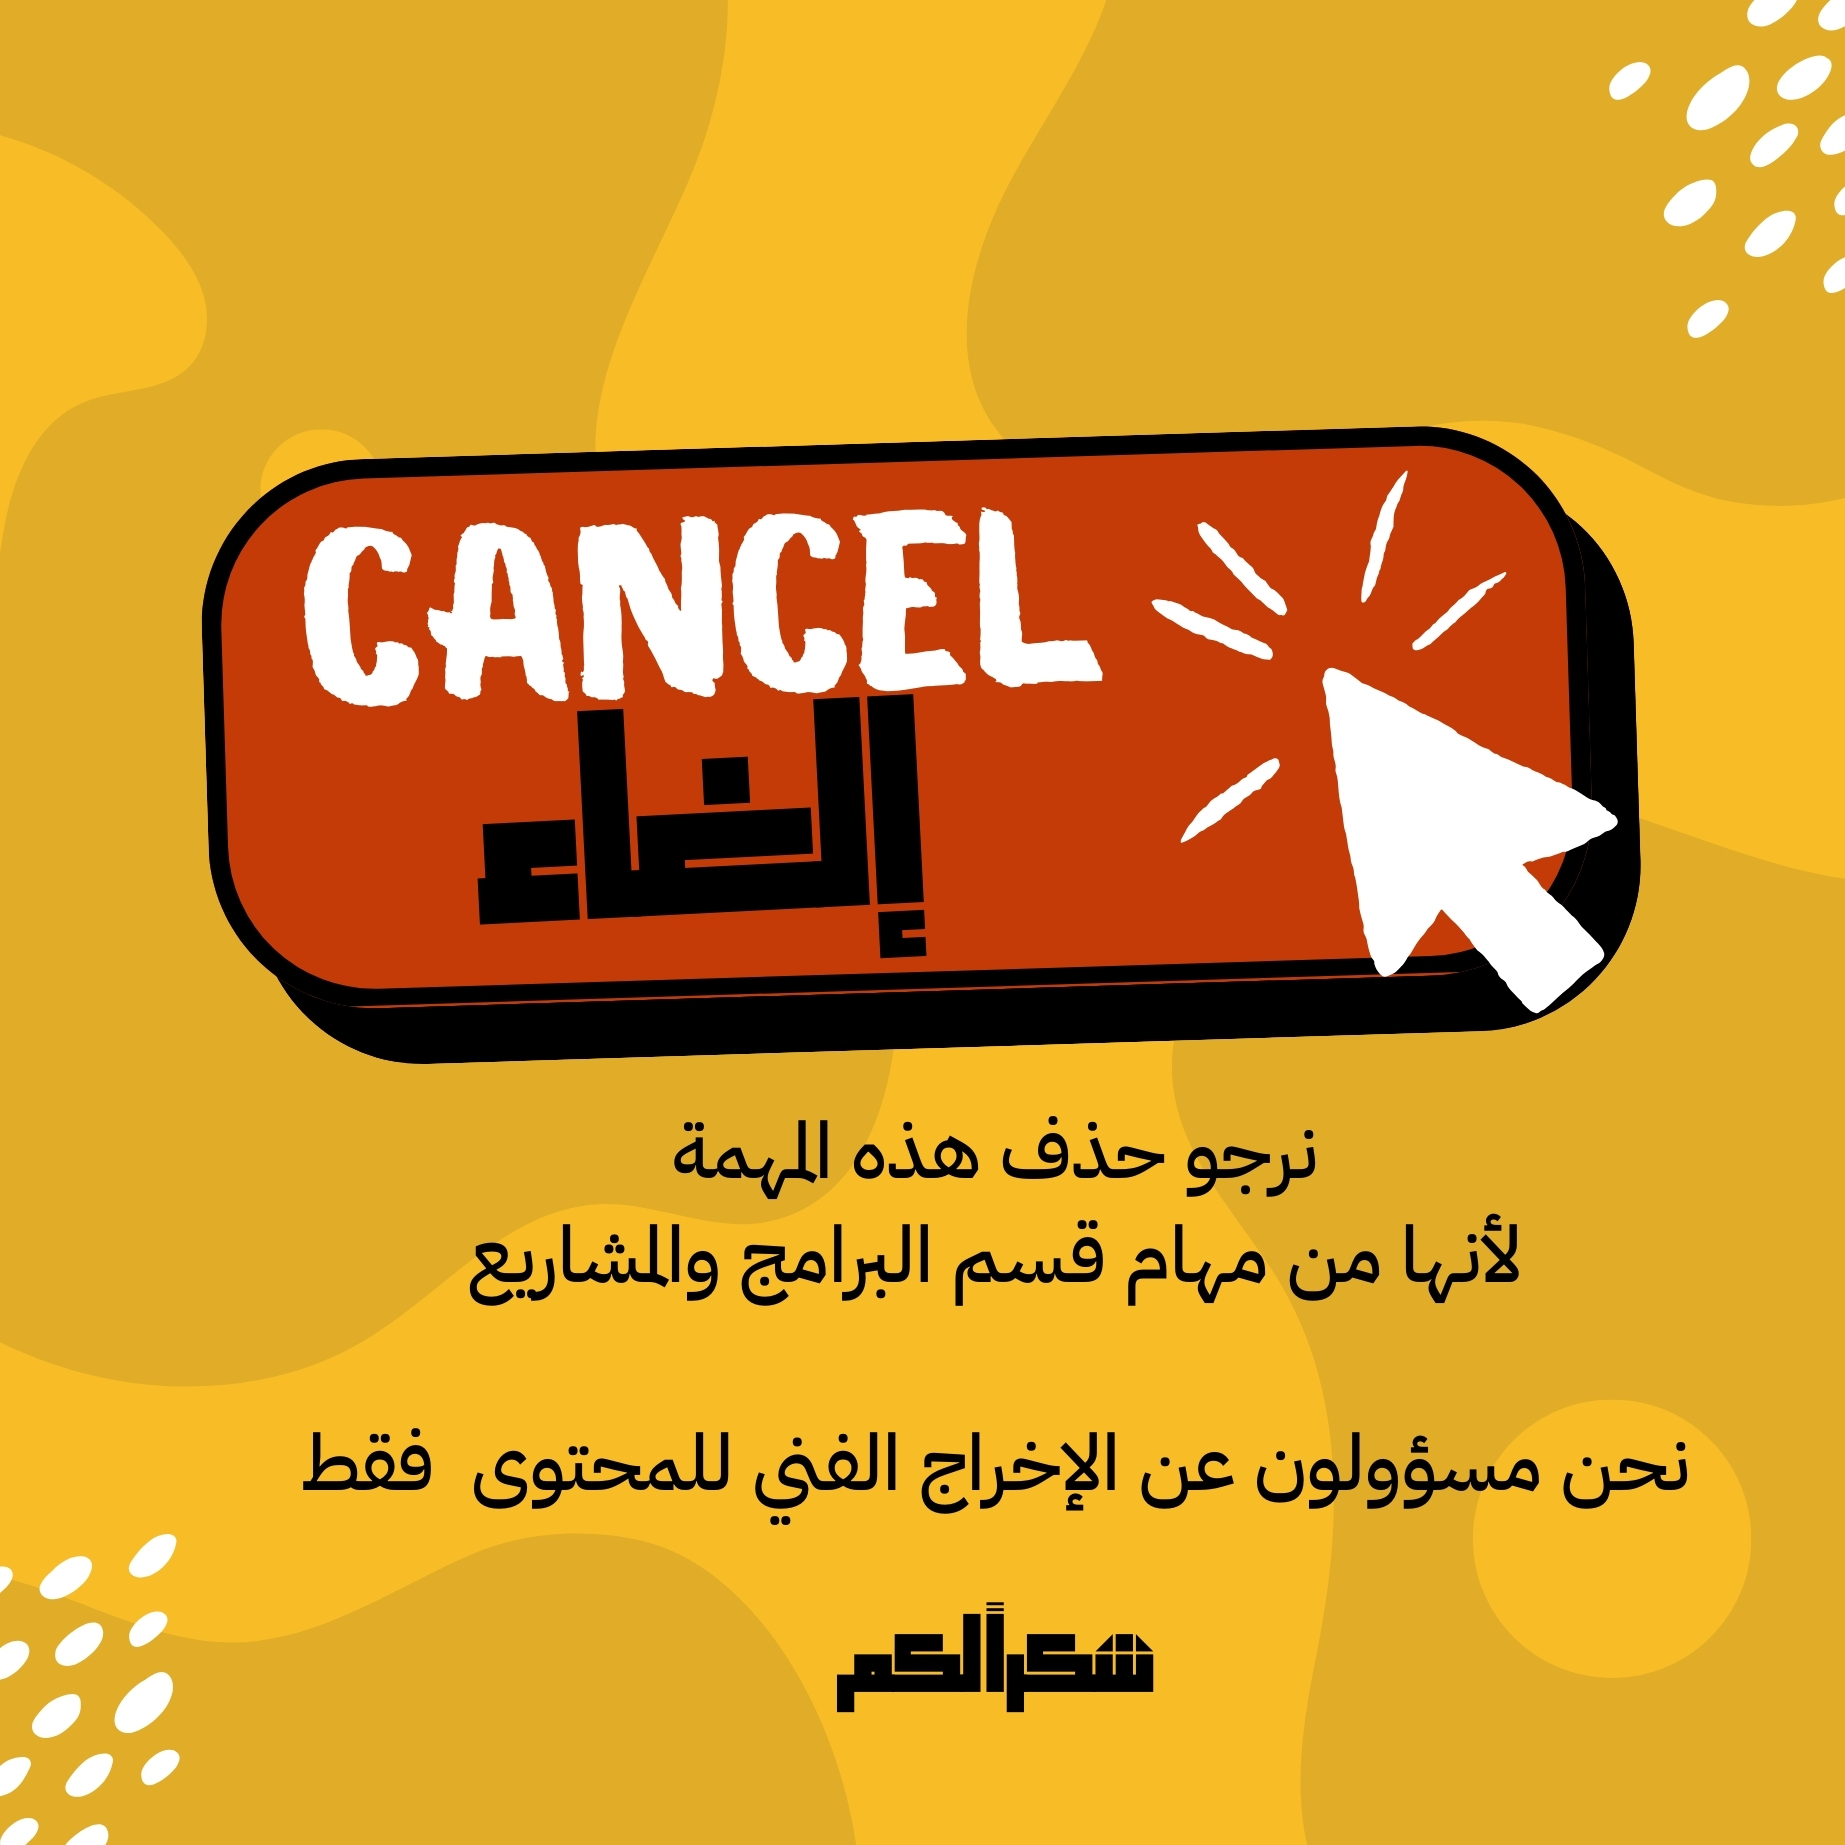 CANCEL
إلغاء
نرجو حذف هذه المهمة
لأنها من مهام قسم البرامج والمشاريع
نحن مسؤولون عن الإخراج الفني للمحتوى فقط
شكراً لكم